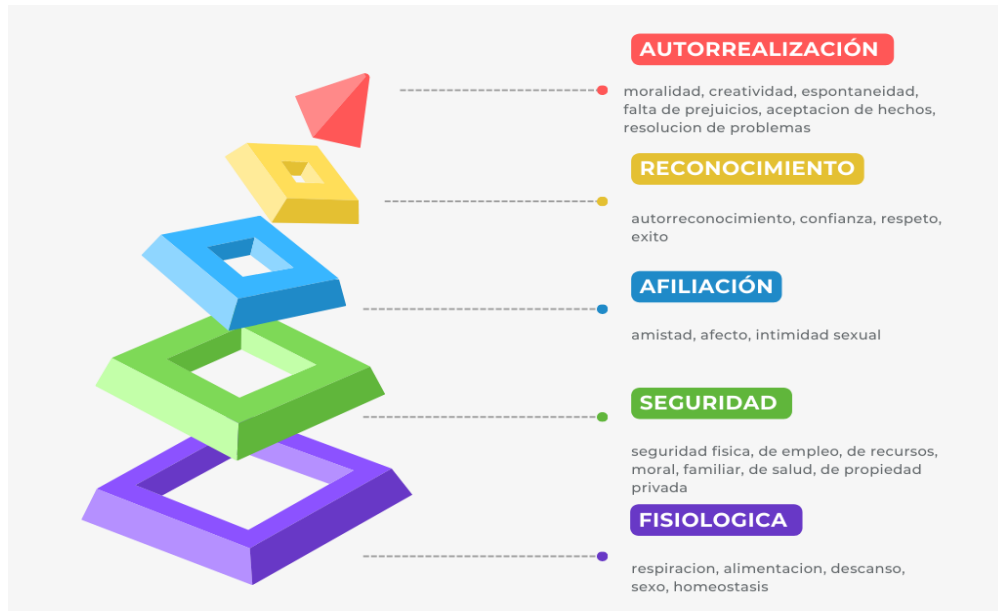 AUTORREALIZACIÓN
moralidad, creatividad, espontaneidad,
falta de prejuicios, aceptacion de hechos,
resolucion de problemas
RECONOCIMIENTO
autorreconocimiento, confianza, respeto,
exito
AFILIACIÓN
amistad, afecto, intimidad sexual
SEGURIDAD
seguridad fisica, de empleo, de recursos,
moral, familiar, de salud, de propiedad
privada
FISIOLOGICA
respiracion, alimentacion, descanso,
sexo, homeostasis